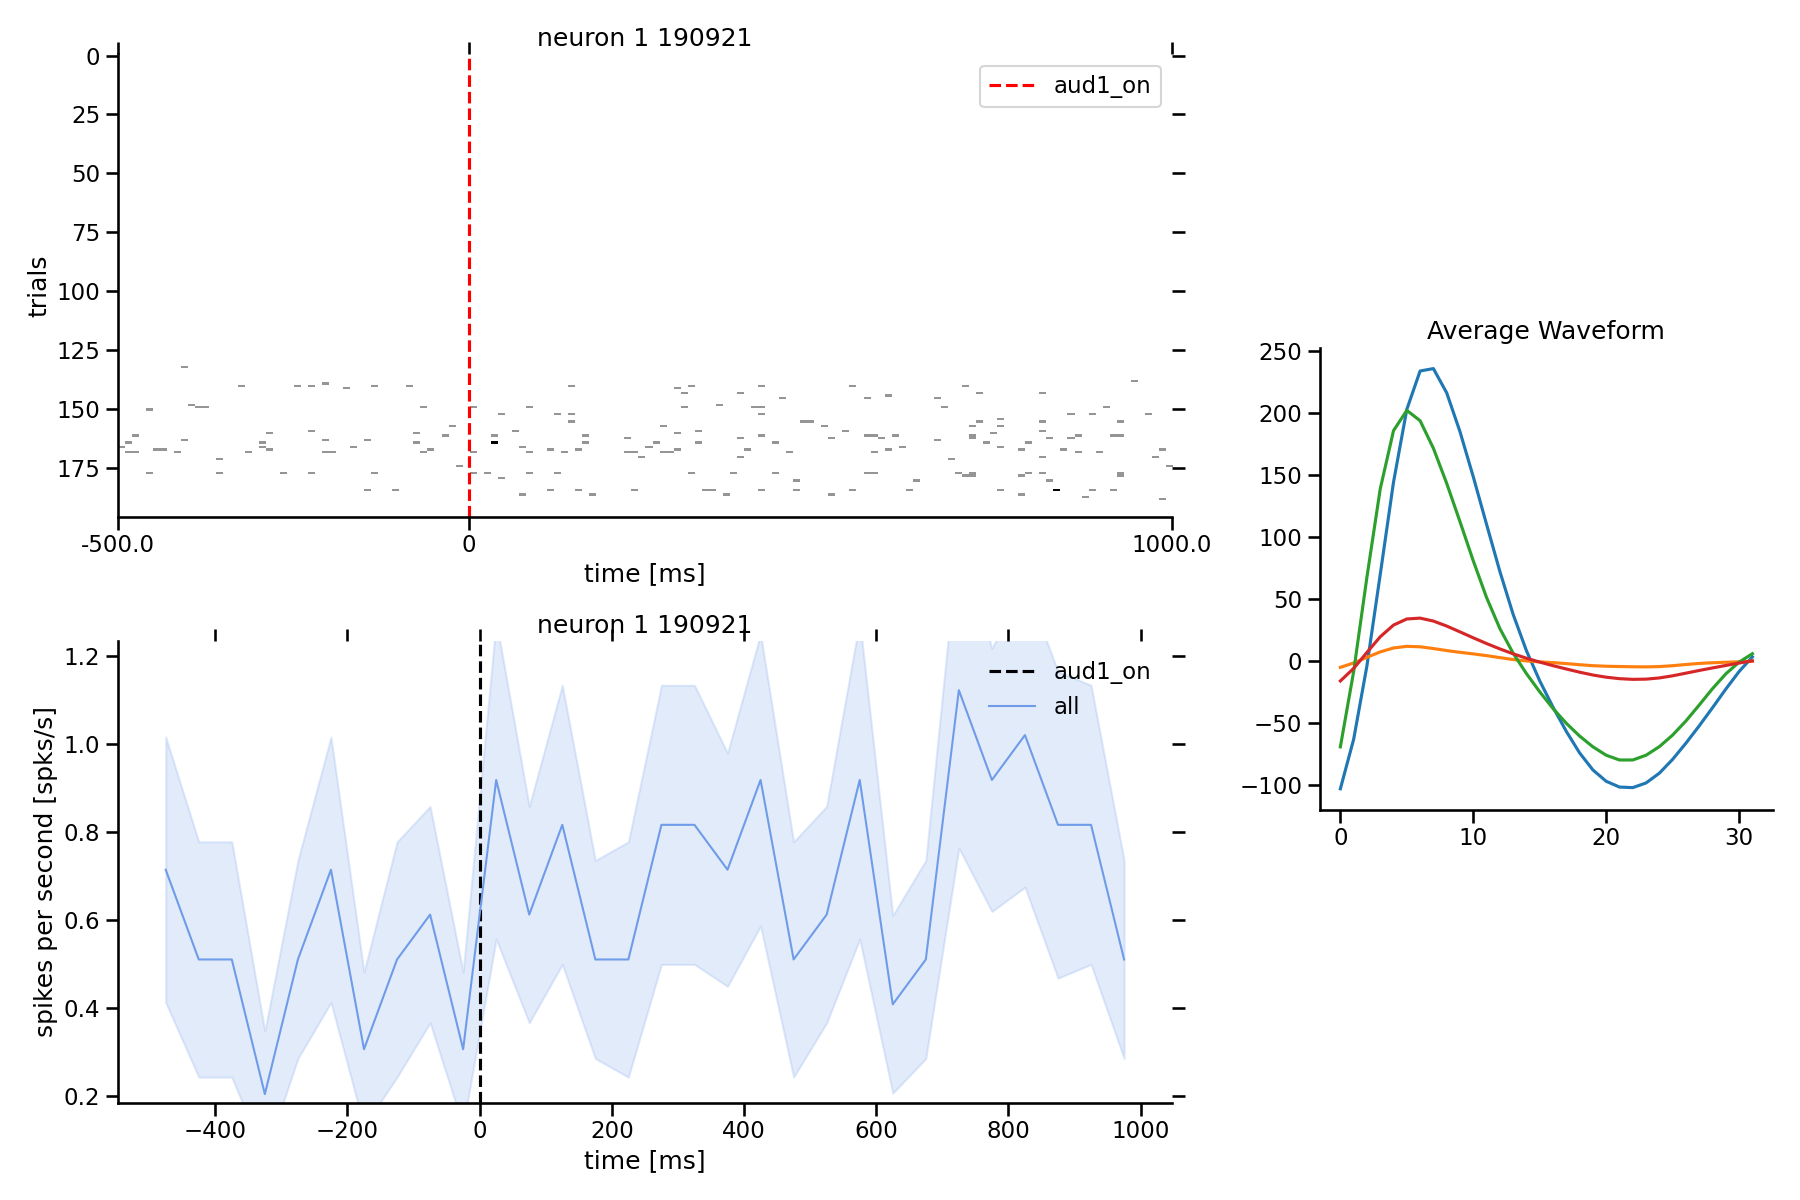 neuron 1 190921
aud1_on
trials
0
25
50
75
100
125
150
175
-500.0 0 1000.0
time [ms]
neuron 1 190921
aud1_on
all
spikes per second [spks/s]
1.2
1.0
0.8
0.6
0.4
0.2
−400 −200 0 200 400 600 800 1000
time [ms]
Average Waveform
250
200
150
100
50
0
−50
−100
0 10 20 30